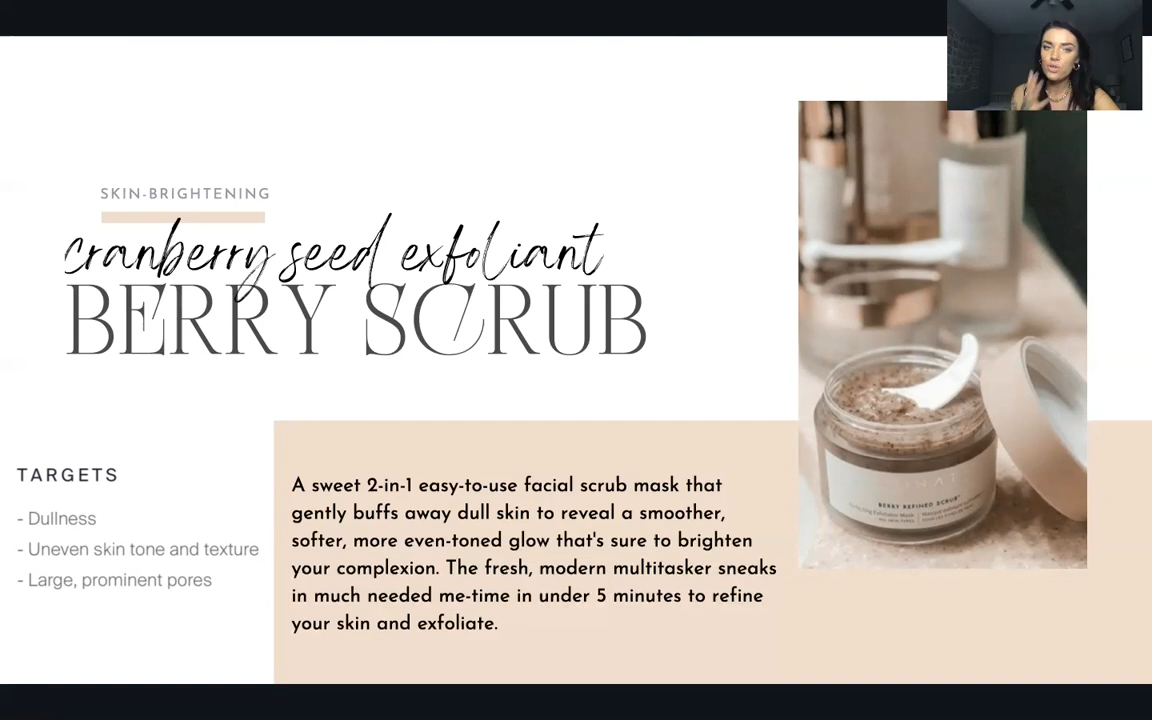 SKIN-BRIGHTENING
cranberry seed exfoliant
BERRY SCRUB
TARGETS
- Dullness
- Uneven skin tone and texture
- Large, prominent pores
A sweet 2-in-1 easy-to-use facial scrub mask that
gently buffs away dull skin to reveal a smoother,
softer, more even-toned glow that's sure to brighten
your complexion. The fresh, modern multitasker sneaks
in much needed me-time in under 5 minutes to refine
your skin and exfoliate.
BERRY REFINED SCRUB